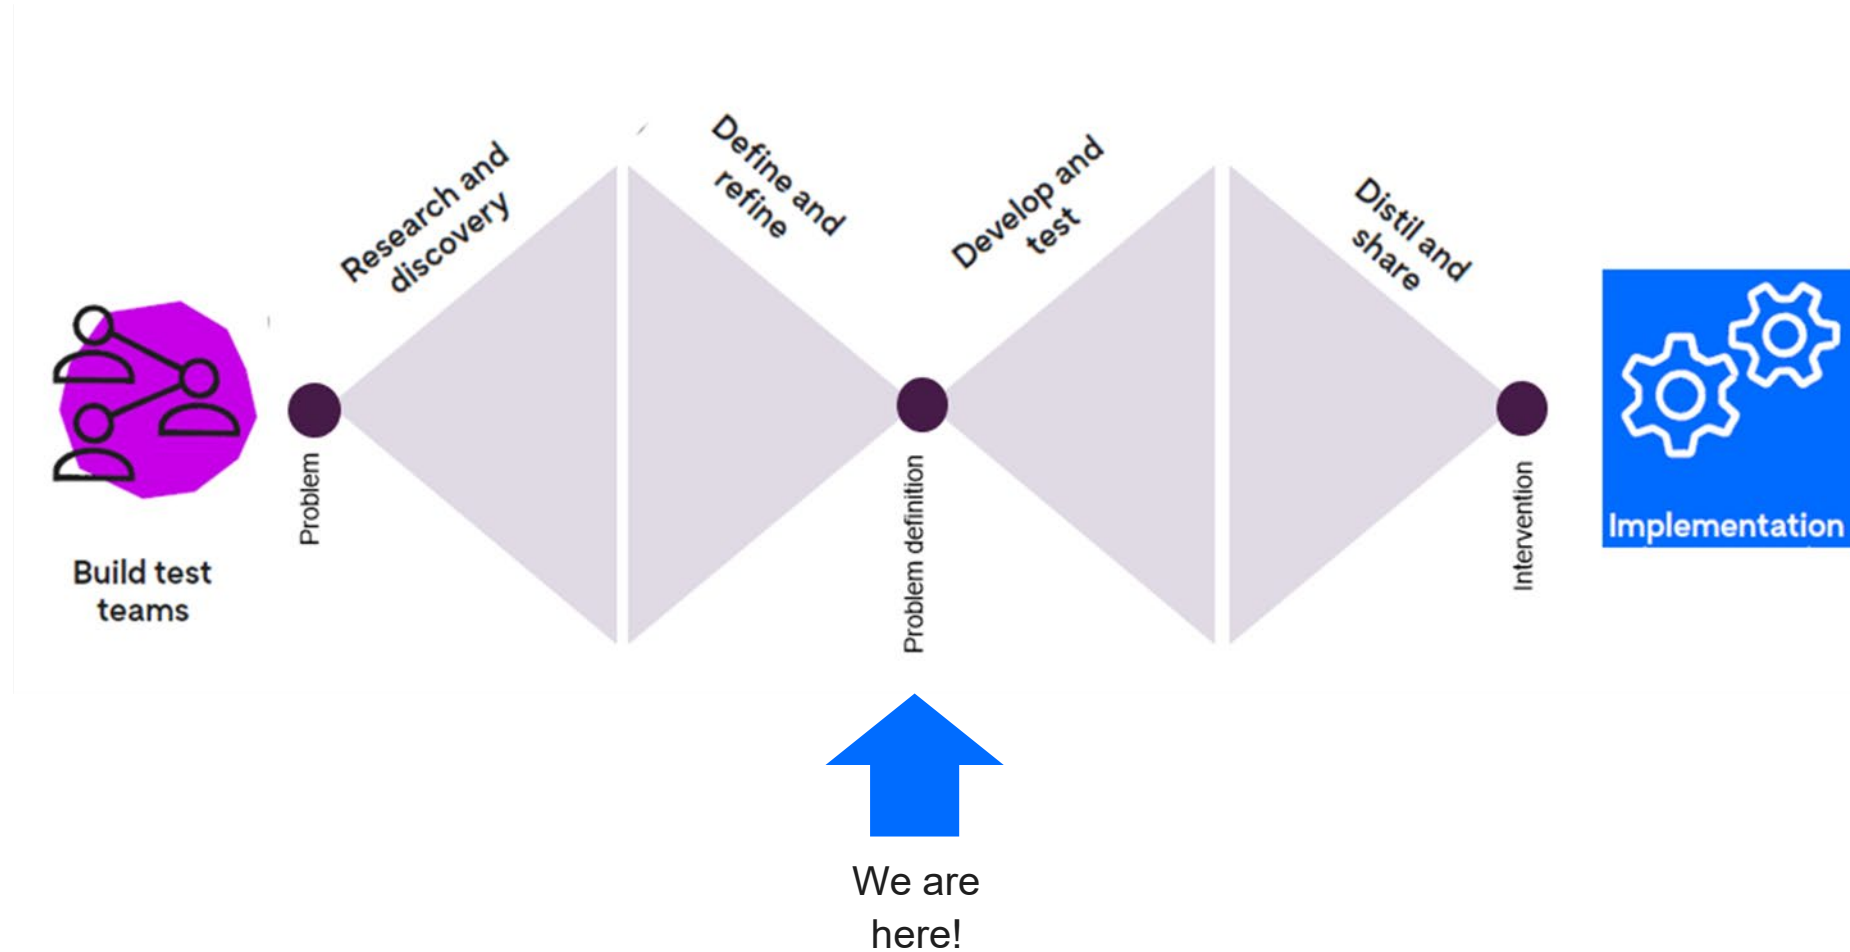 Build test
teams
Problem
Research and
discovery
Define and
refine
Problem definition
Develop and
test
Distil and
share
Intervention
Implementation
We are
here!